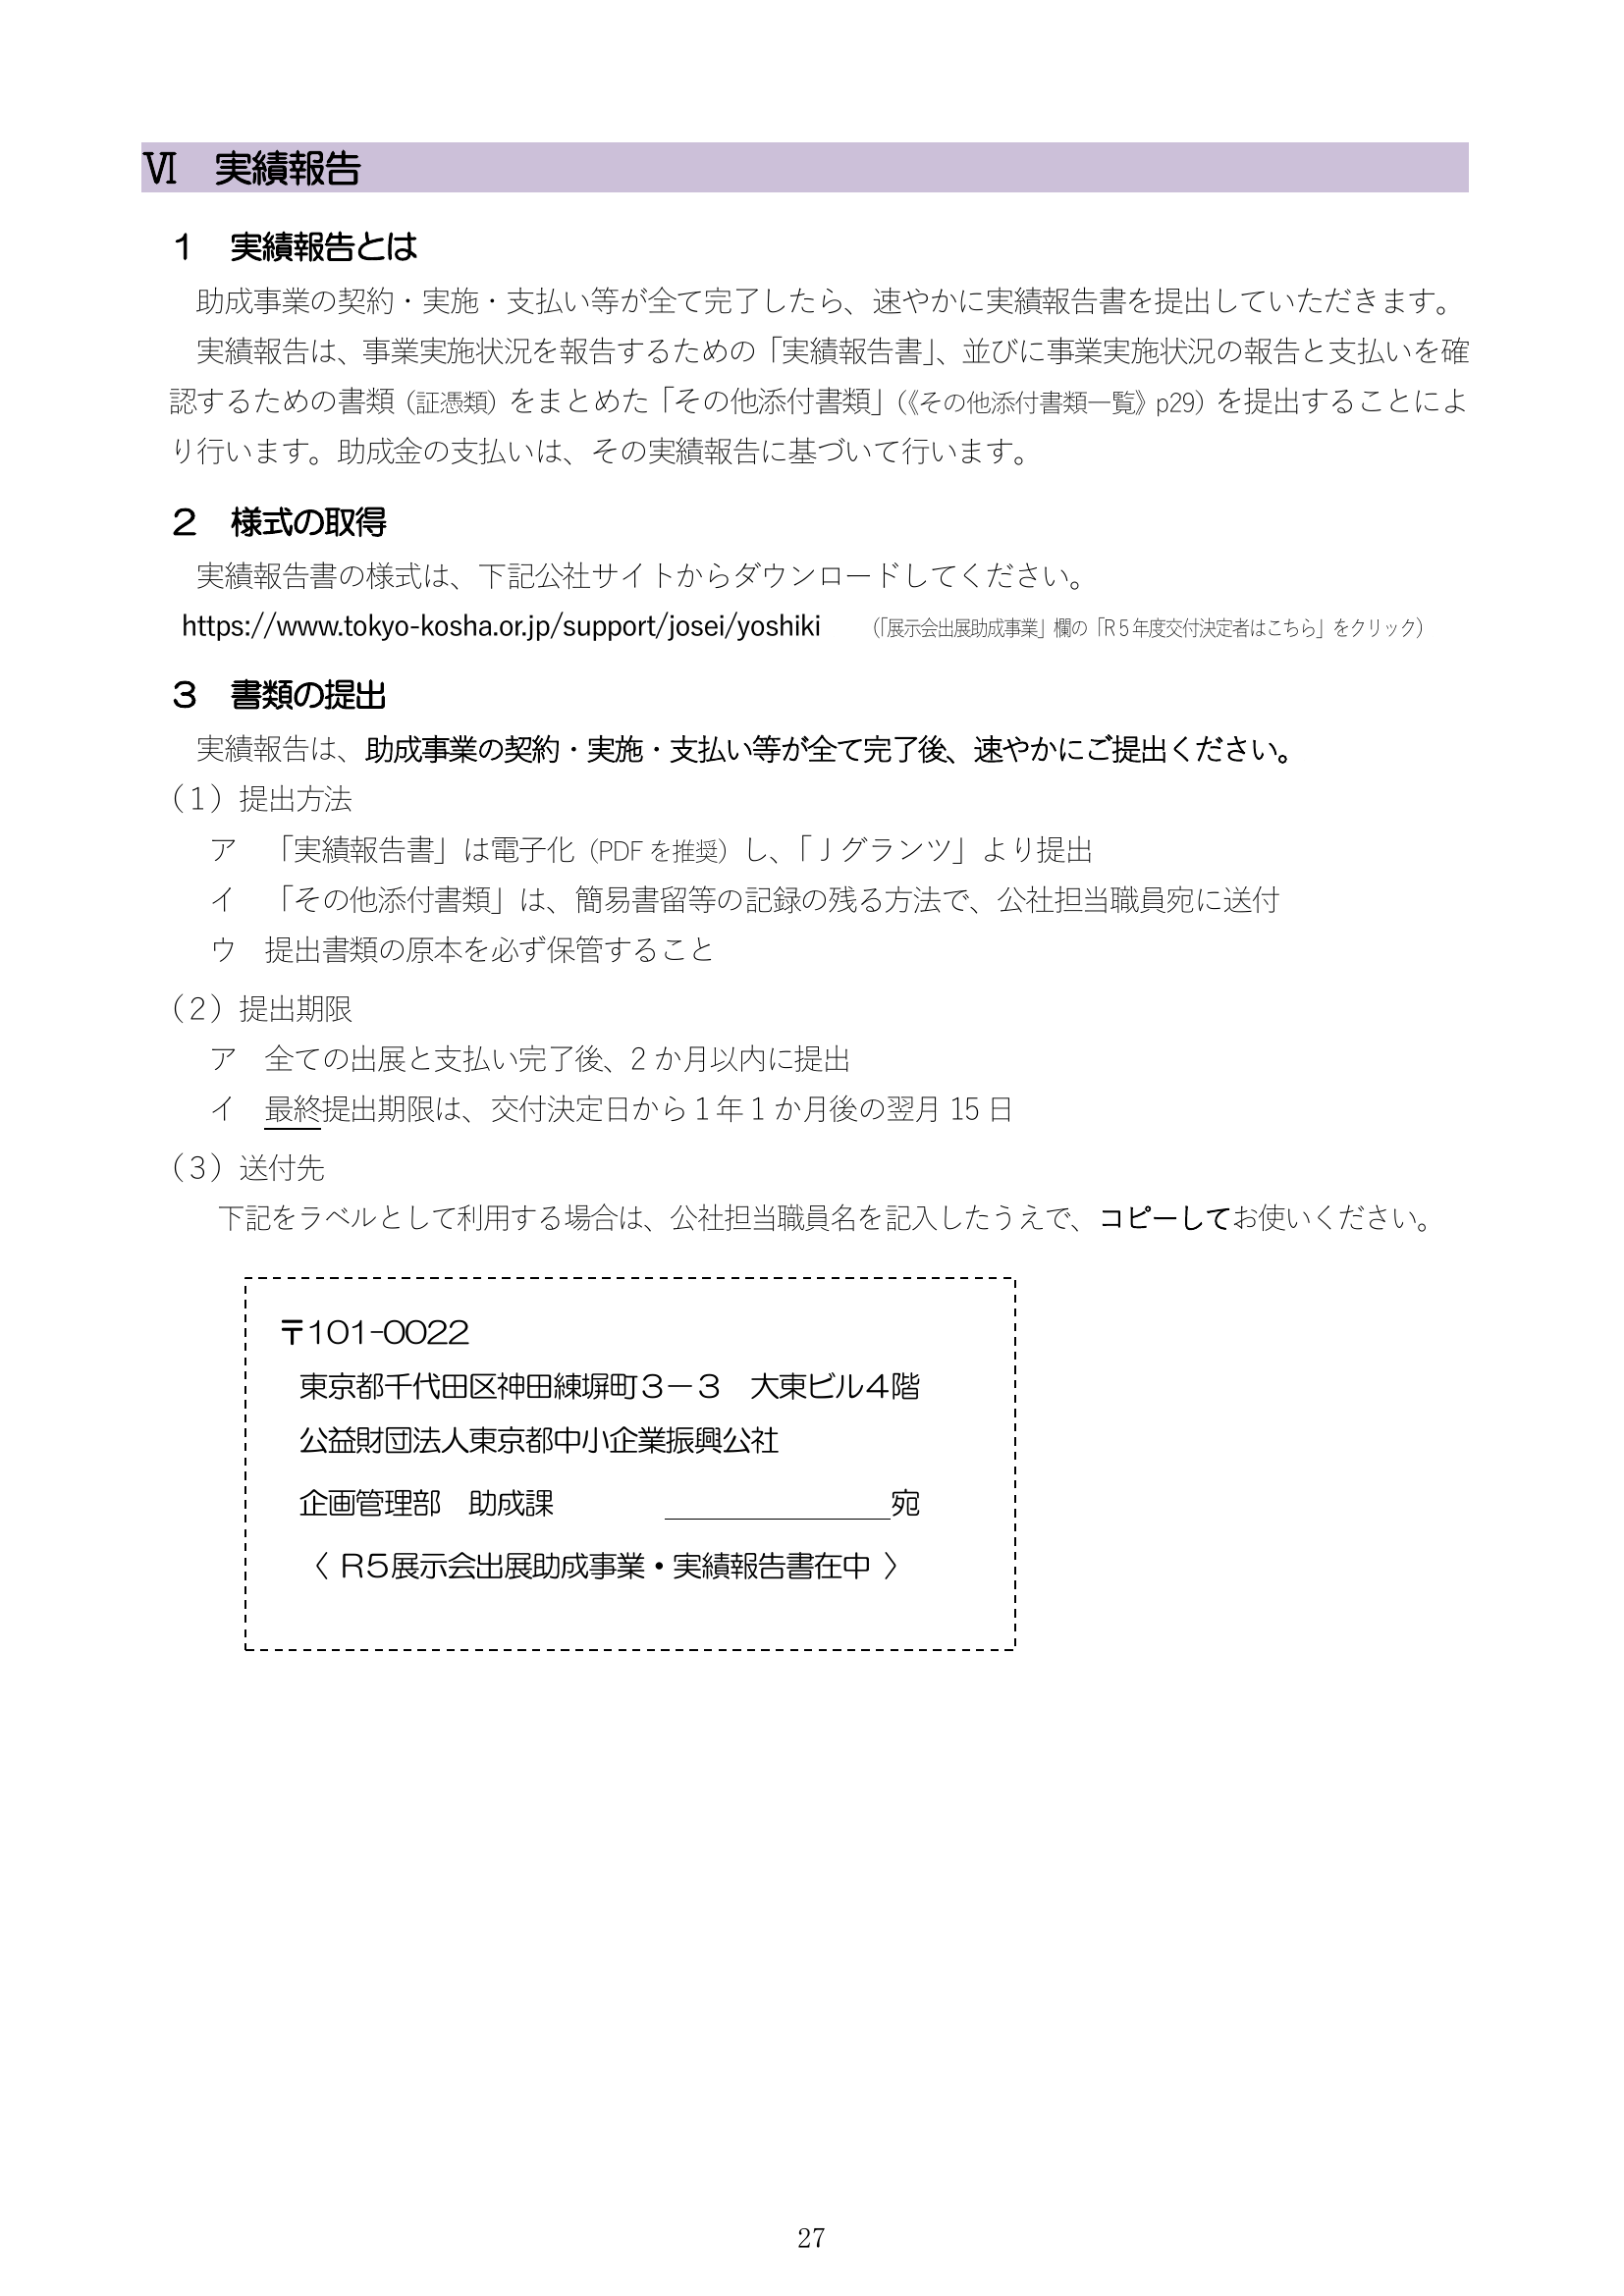 Ⅵ　実績報告
１　実績報告とは
助成事業の契約・実施・支払い等が全て完了したら、速やかに実績報告書を提出していただきます。
実績報告は、事業実施状況を報告するための「実績報告書」、並びに事業実施状況の報告と支払いを確
認するための書類（証憑類）をまとめた「その他添付書類」（《その他添付書類一覧》p29）を提出することによ
り行います。助成金の支払いは、その実績報告に基づいて行います。
２　様式の取得
実績報告書の様式は、下記公社サイトからダウンロードしてください。
https://www.tokyo-kosha.or.jp/support/josei/yoshiki　（「展示会出展助成事業」欄の「R５年度交付決定者はこちら」をクリック）
３　書類の提出
実績報告は、助成事業の契約・実施・支払い等が全て完了後、速やかにご提出ください。
（１）提出方法
ア　「実績報告書」は電子化（PDF を推奨）し、「Ｊグランツ」より提出
イ　「その他添付書類」は、簡易書留等の記録の残る方法で、公社担当職員宛に送付
ウ　提出書類の原本を必ず保管すること
（２）提出期限
ア　全ての出展と支払い完了後、2 か月以内に提出
イ　最終提出期限は、交付決定日から１年１か月後の翌月 15 日
（３）送付先
下記をラベルとして利用する場合は、公社担当職員名を記入したうえで、コピーしてお使いください。
〒101-0022
東京都千代田区神田練塀町３－３　大東ビル４階
公益財団法人東京都中小企業振興公社
企画管理部　助成課　　　　＿＿＿＿＿＿＿＿宛
〈 R5展示会出展助成事業・実績報告書在中 〉
27